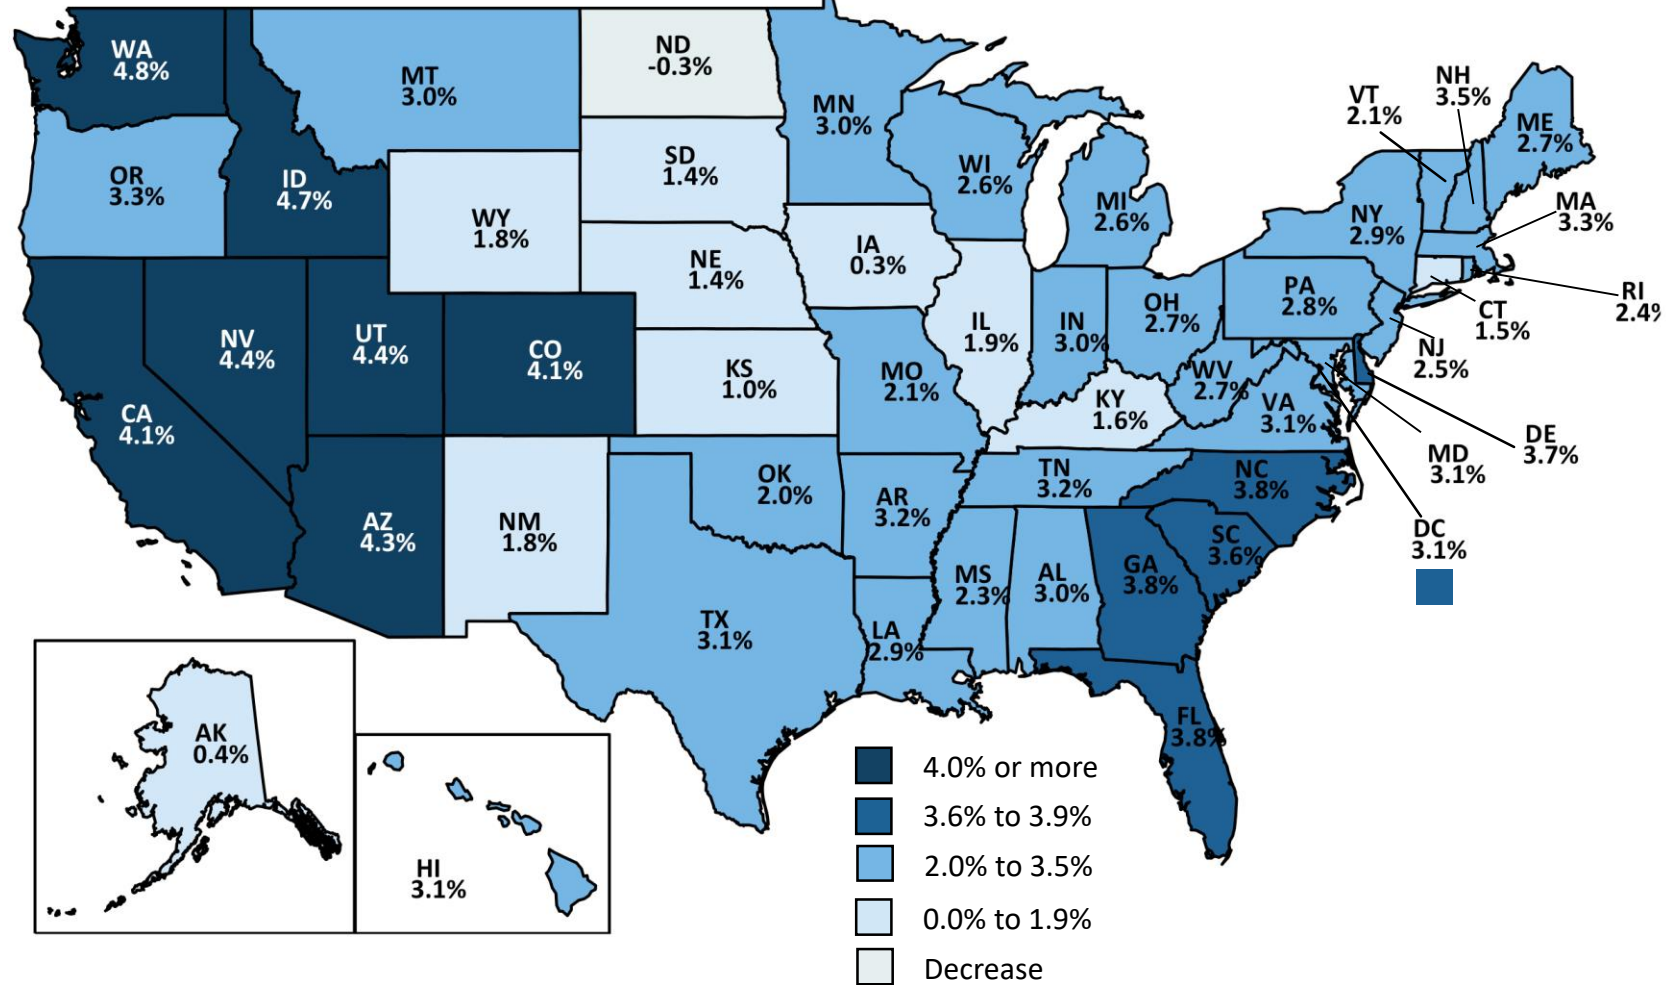 WA
4.8%
MT
3.0%
ND
-0.3%
MN
3.0%
VT
2.1%
NH
3.5%
ME
2.7%
OR
3.3%
ID
4.7%
WY
1.8%
SD
1.4%
WI
2.6%
MI
2.6%
NY
2.9%
MA
3.3%
NE
1.4%
IA
0.3%
PA
2.8%
RI
2.4%
CT
1.5%
NV
4.4%
UT
4.4%
CO
4.1%
IL
1.9%
IN
3.0%
OH
2.7%
NJ
2.5%
CA
4.1%
KS
1.0%
MO
2.1%
KY
1.6%
WV
2.7%
VA
3.1%
DE
3.7%
MD
3.1%
AZ
4.3%
NM
1.8%
OK
2.0%
AR
3.2%
TN
3.2%
NC
3.8%
SC
3.6%
DC
3.1%
TX
3.1%
LA
2.9%
MS
2.3%
AL
3.0%
GA
3.8%
FL
3.8%
AK
0.4%
HI
3.1%
4.0% or more
3.6% to 3.9%
2.0% to 3.5%
0.0% to 1.9%
Decrease